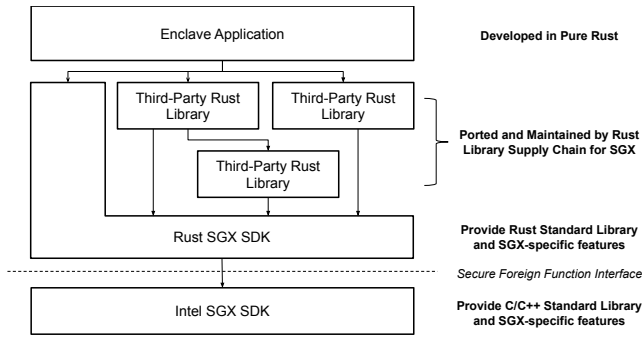 Enclave Application
Developed in Pure Rust
Third-Party Rust
Library
Third-Party Rust
Library
Third-Party Rust
Library
Ported and Maintained by Rust
Library Supply Chain for SGX
Rust SGX SDK
Provide Rust Standard Library
and SGX-specific features
Secure Foreign Function Interface
Intel SGX SDK
Provide C/C++ Standard Library
and SGX-specific features